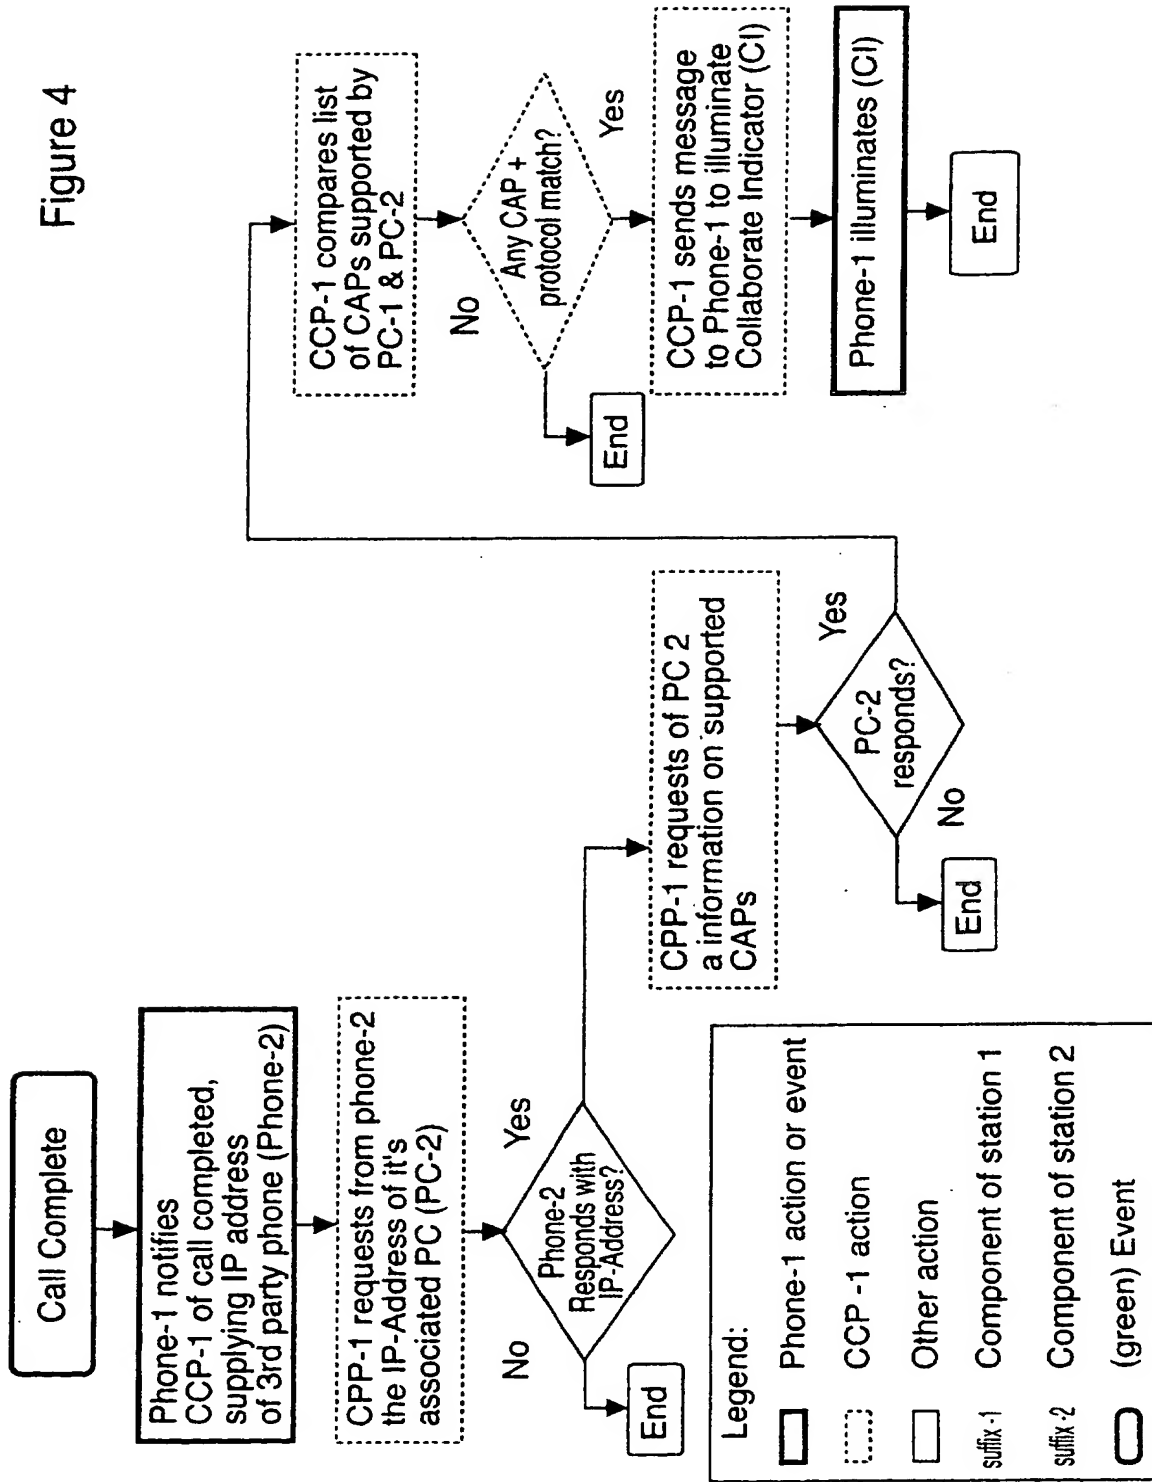 Figure 4
Call Complete
Phone-1 notifies
CCP-1 of call completed,
supplying IP address
of 3rd party phone (Phone-2)
CPP-1 requests from phone-2
the IP-Address of it's
associated PC (PC-2)
Phone-2
Responds with
IP-Address?
No
Yes
End
CPP-1 requests of PC 2
a information on supported
CAPs
PC-2
responds?
No
Yes
End
CCP-1 compares list
of CAPs supported by
PC-1 & PC-2
Any CAP +
protocol match?
No
Yes
End
CCP-1 sends message
to Phone-1 to illuminate
Collaborate Indicator (CI)
Phone-1 illuminates (CI)
End
Legend:
Phone-1 action or event
CCP -1 action
Other action
suffix -1 Component of station 1
suffix -2 Component of station 2
(green) Event